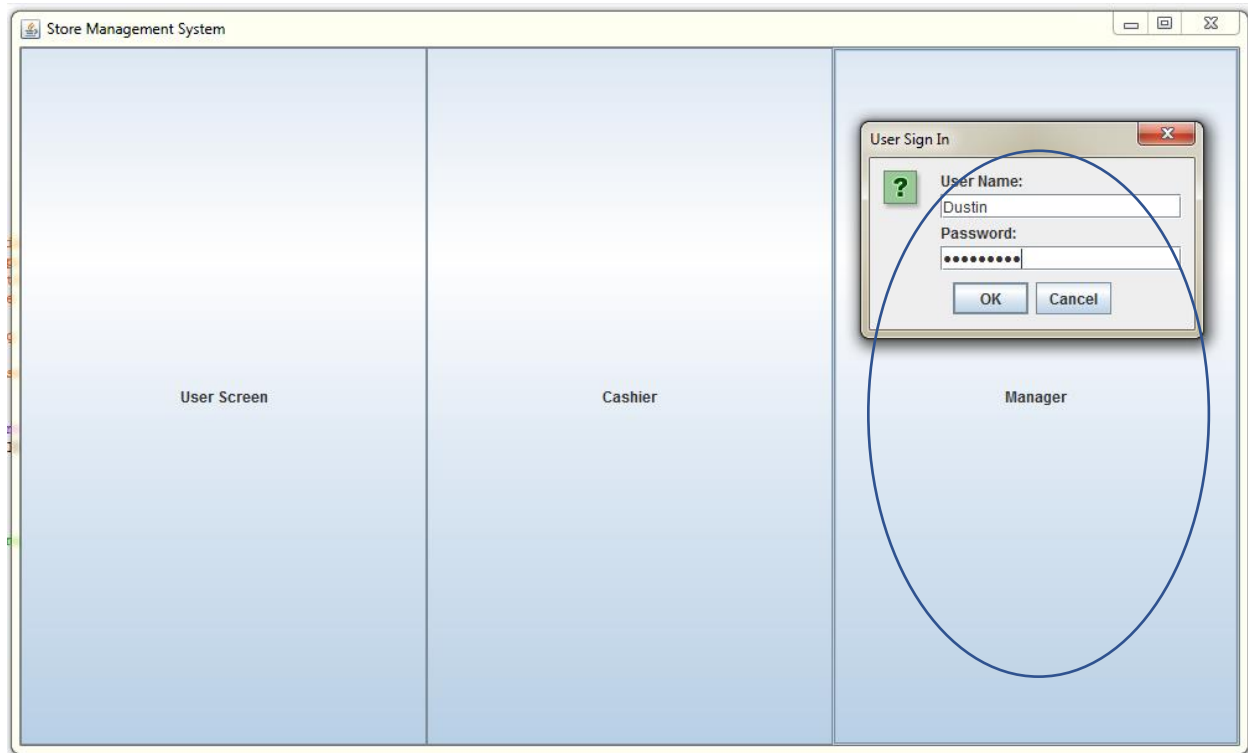 Store Management System
User Sign In
?
User Name:
Dustin
Password:
•••••••••
OK Cancel
User Screen
Cashier
Manager